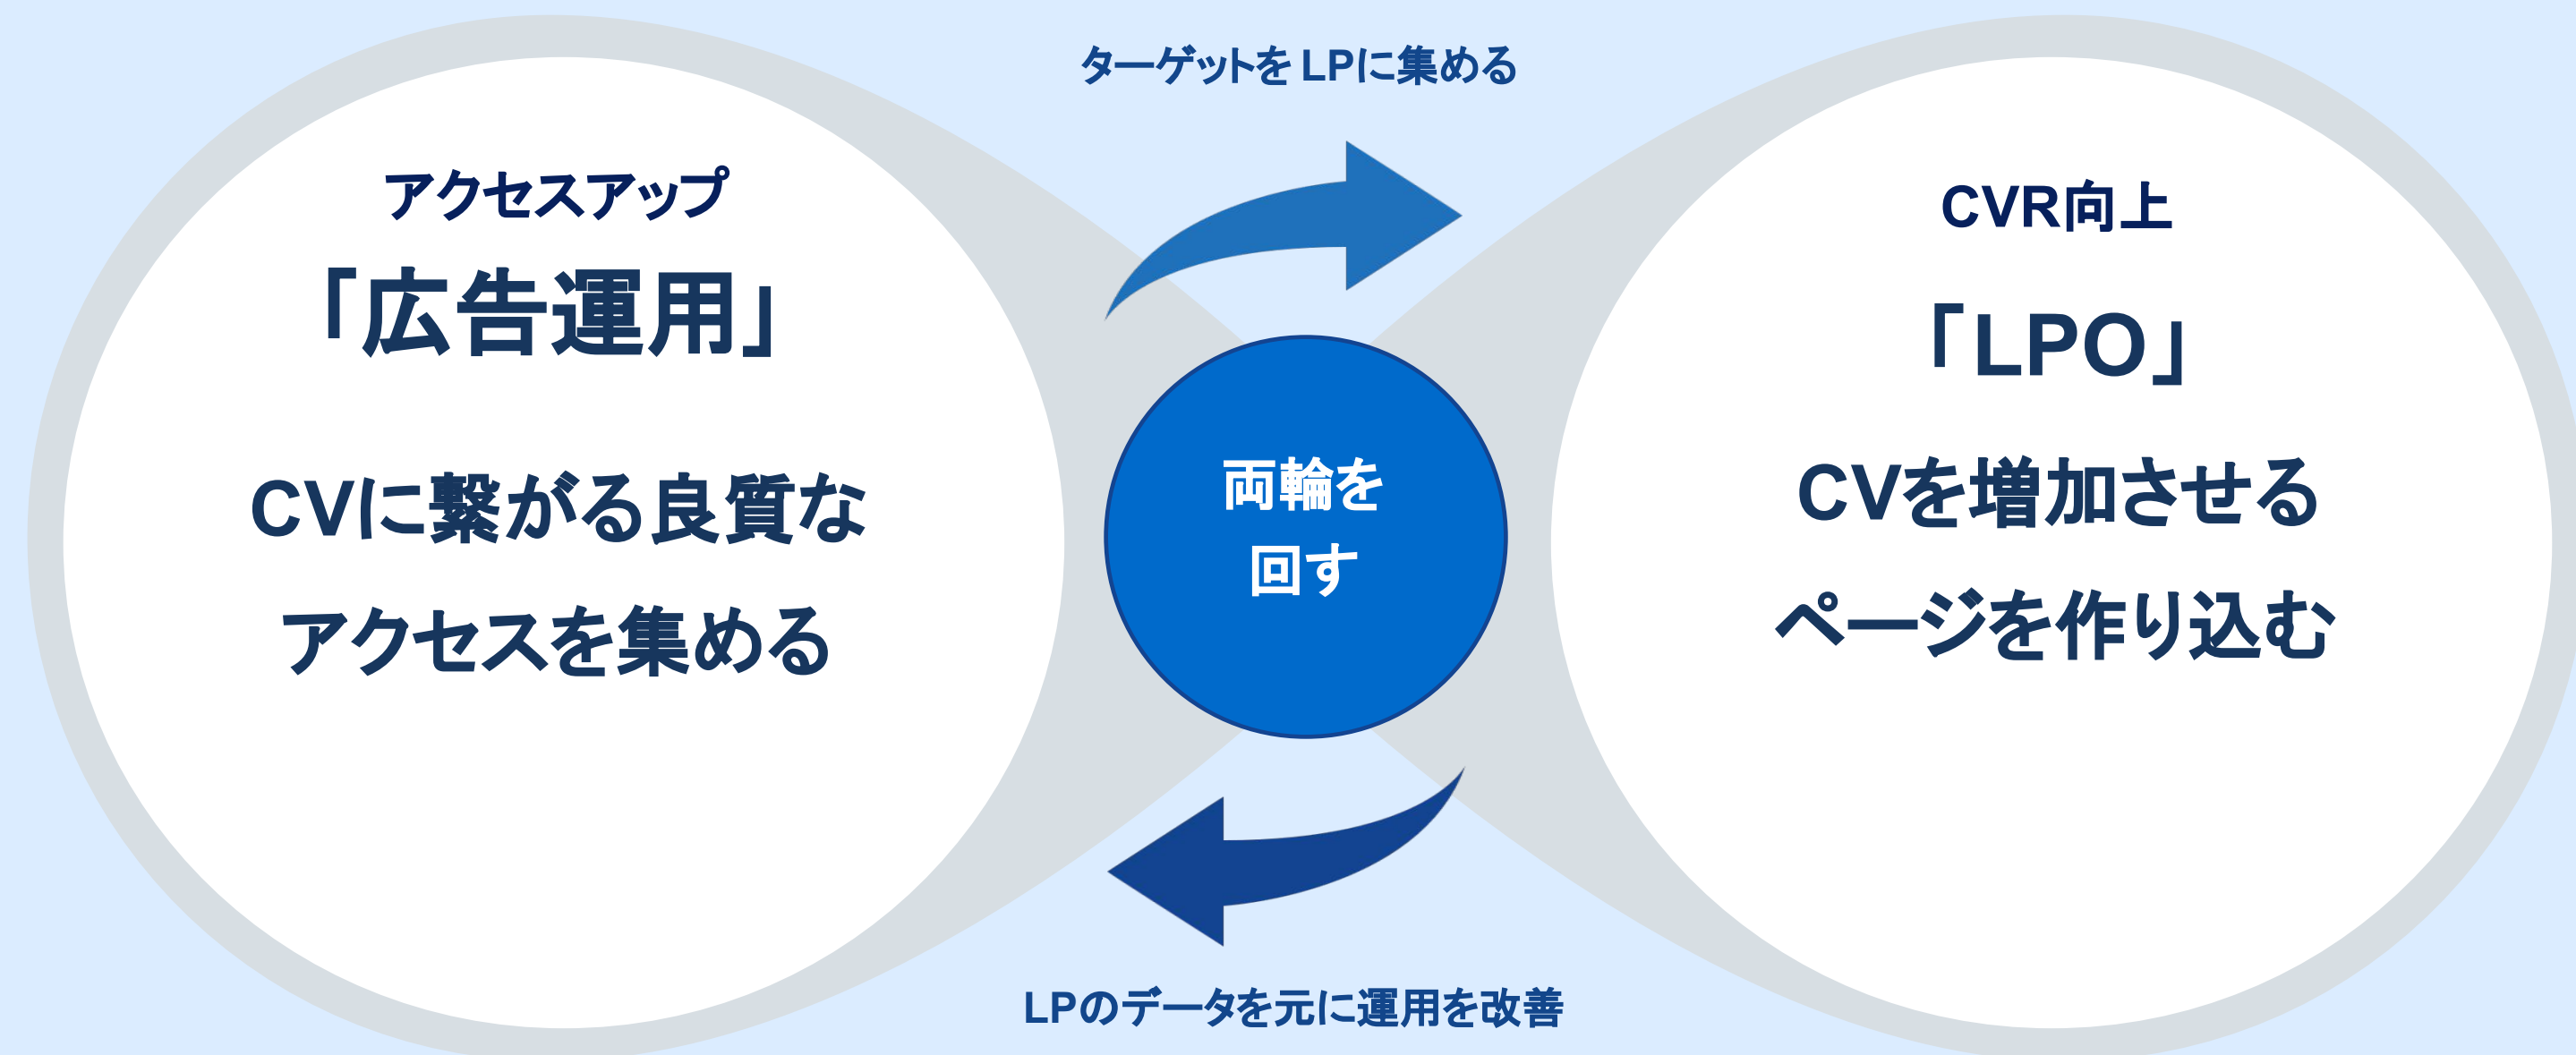 ターゲットをLPに集める
アクセスアップ
「広告運用」
CVに繋がる良質な
アクセスを集める
両輪を
回す
CVR向上
「LPO」
CVを増加させる
ページを作り込む
LPのデータを元に運用を改善